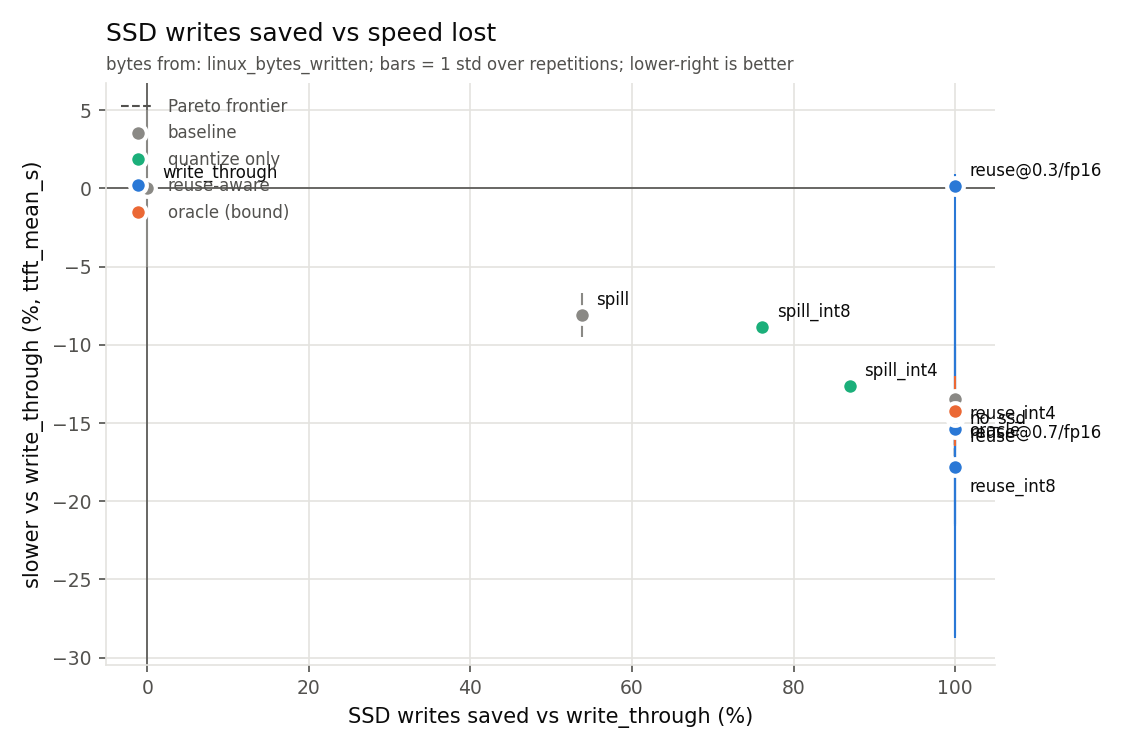 SSD writes saved vs speed lost
bytes from: linux_bytes_written; bars = 1 std over repetitions; lower-right is better
Pareto frontier
baseline
quantize only
write_through
reuse-aware
oracle (bound)
reuse@0.3/fp16
spill
spill_int8
spill_int4
reuse_int4
no_ssd
oracle
reuse@0.7/fp16
reuse
reuse_int8
5
0
−5
−10
−15
−20
−25
−30
slower vs write_through (%, ttft_mean_s)
0
20
40
60
80
100
SSD writes saved vs write_through (%)